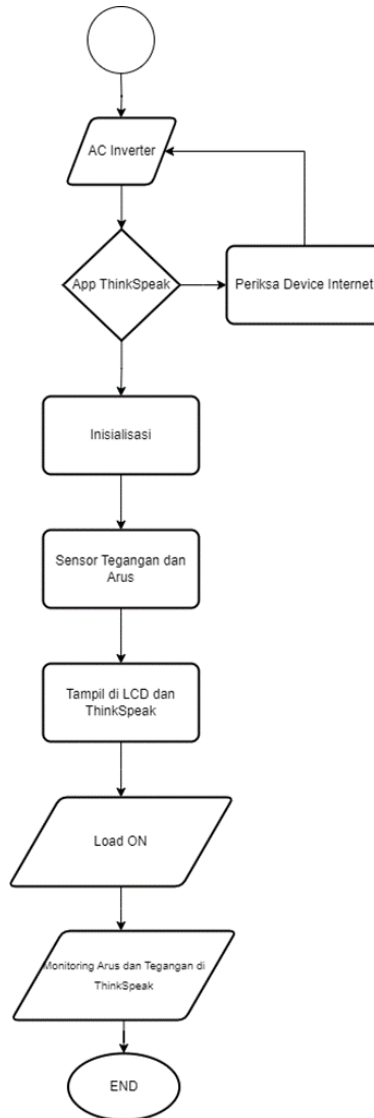 AC Inverter
App ThinkSpeak
Periksa Device Internet
Inisialisasi
Sensor Tegangan dan
Arus
Tampil di LCD dan
ThinkSpeak
Load ON
Monitoring Arus dan Tegangan di
ThinkSpeak
END